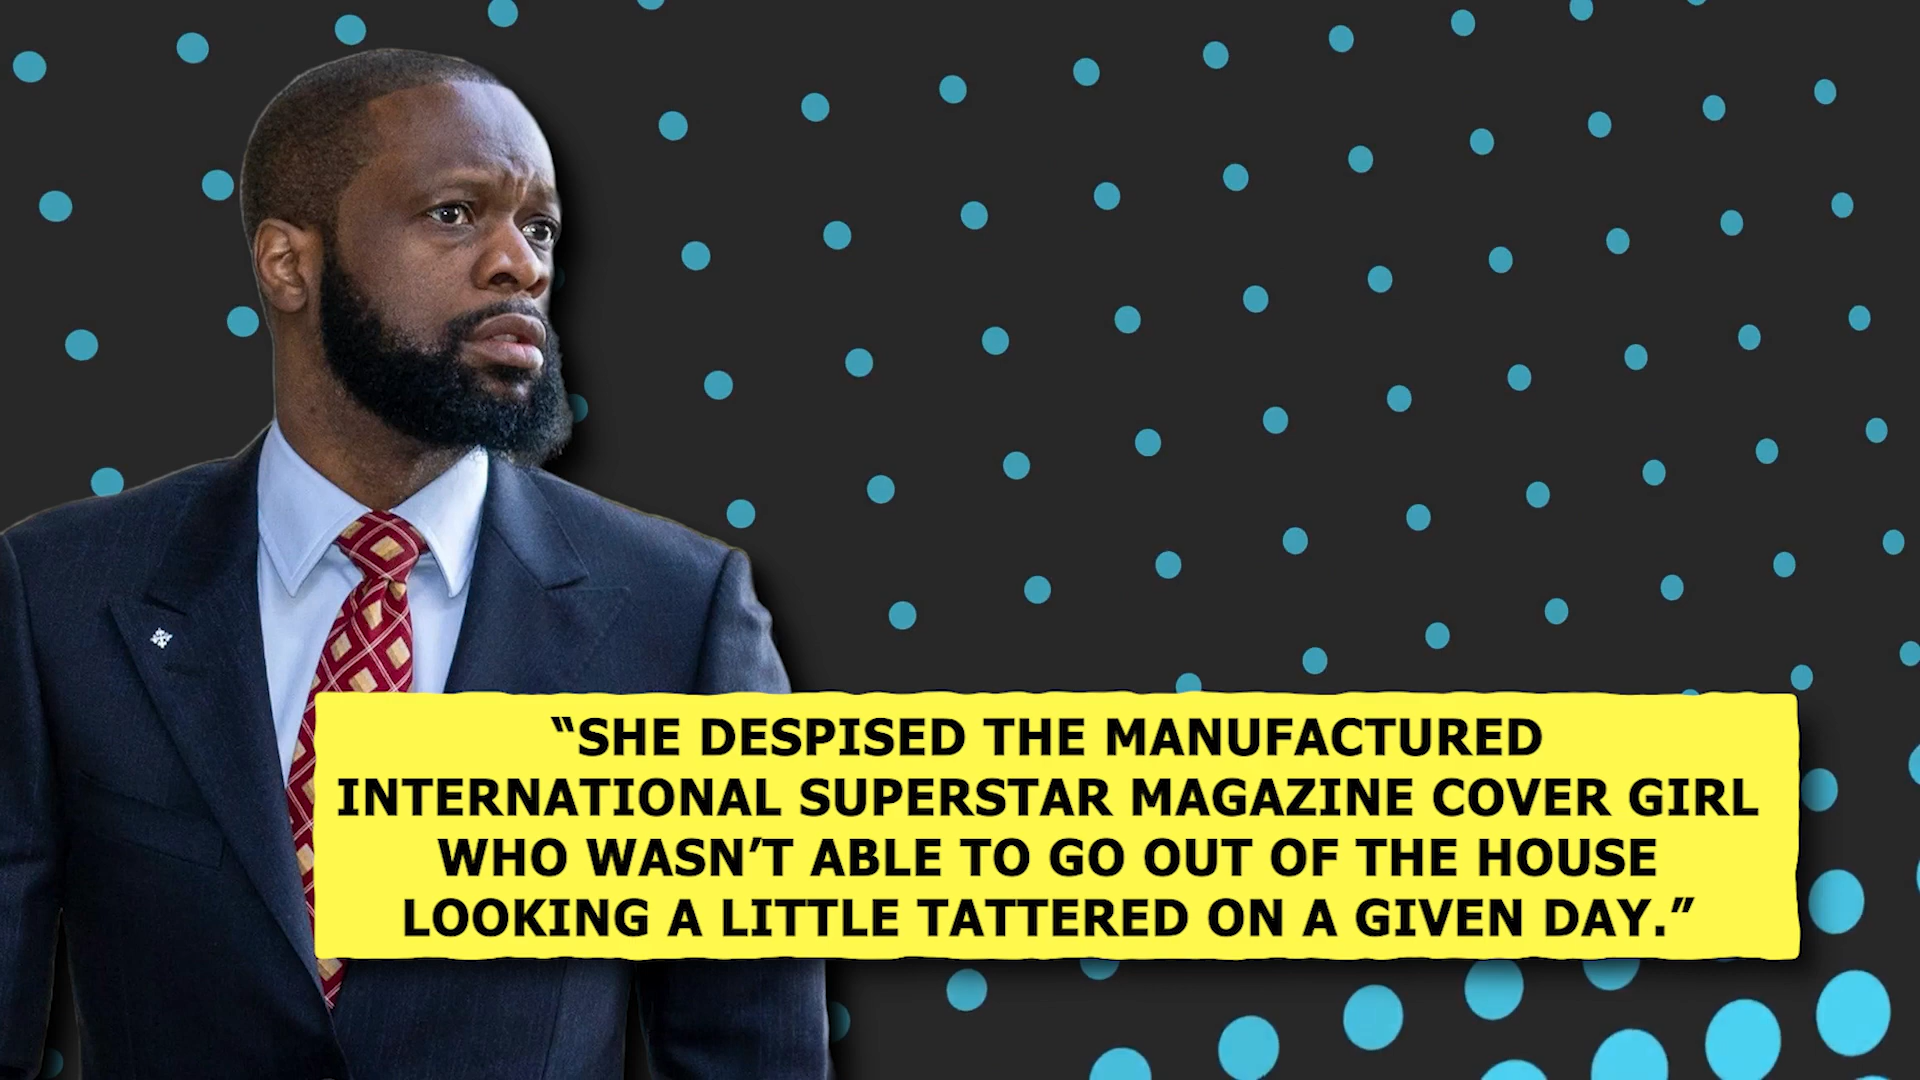 “SHE DESPISED THE MANUFACTURED
INTERNATIONAL SUPERSTAR MAGAZINE COVER GIRL
WHO WASN’T ABLE TO GO OUT OF THE HOUSE
LOOKING A LITTLE TATTERED ON A GIVEN DAY.”